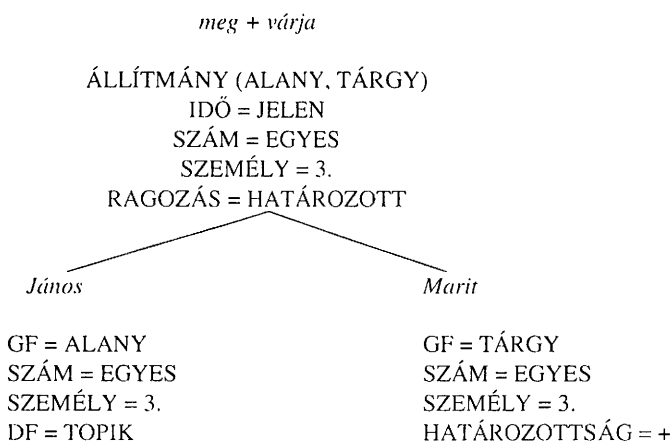 meg + várja
ÁLLÍTMÁNY (ALANY, TÁRGY)
IDŐ = JELEN
SZÁM = EGYES
SZEMÉLY = 3.
RAGOZÁS = HATÁROZOTT
János Marit
GF = ALANY GF = TÁRGY
SZÁM = EGYES SZÁM = EGYES
SZEMÉLY = 3. SZEMÉLY = 3.
DF = TOPIK HATÁROZOTTSÁG = +